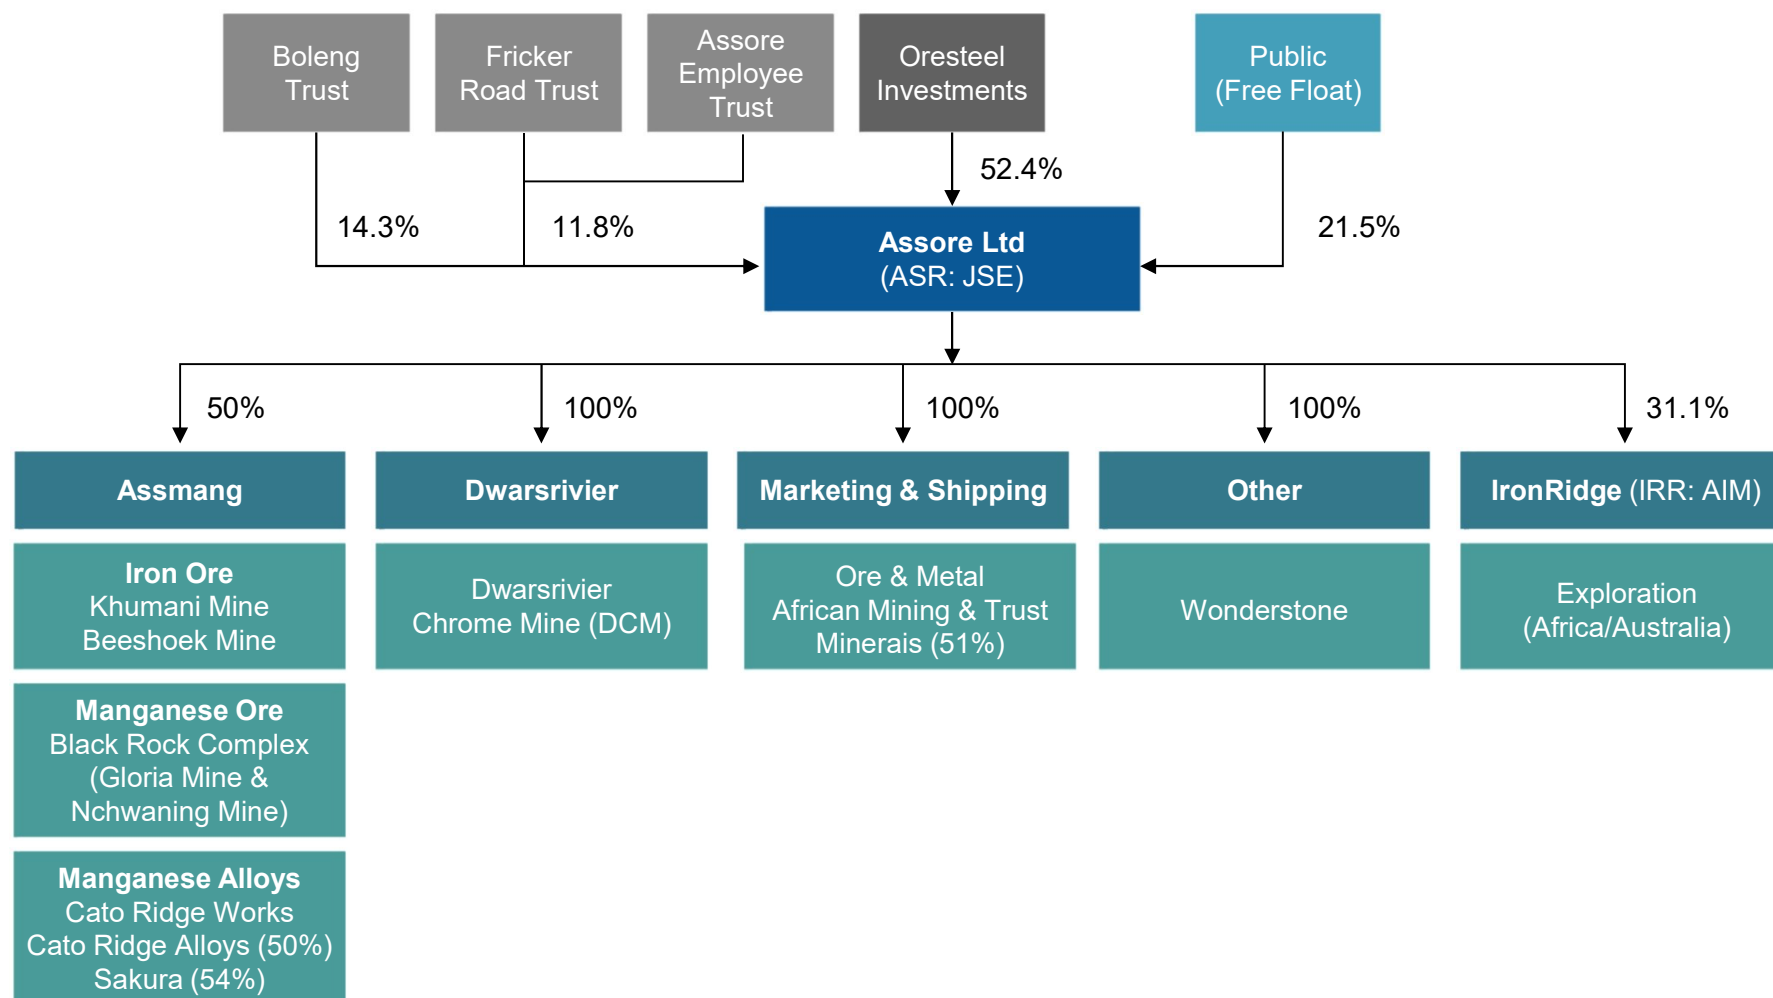 Boleng
Trust
Fricker
Road Trust
Assore
Employee
Trust
Oresteel
Investments
Public
(Free Float)
52.4%
14.3%
11.8%
21.5%
Assore Ltd
(ASR: JSE)
50%
100%
100%
100%
31.1%
Assmang
Dwarsrivier
Marketing & Shipping
Other
IronRidge (IRR: AIM)
Iron Ore
Khumani Mine
Beeshoek Mine
Dwarsrivier
Chrome Mine (DCM)
Ore & Metal
African Mining & Trust
Minerais (51%)
Wonderstone
Exploration
(Africa/Australia)
Manganese Ore
Black Rock Complex
(Gloria Mine &
Nchwaning Mine)
Manganese Alloys
Cato Ridge Works
Cato Ridge Alloys (50%)
Sakura (54%)